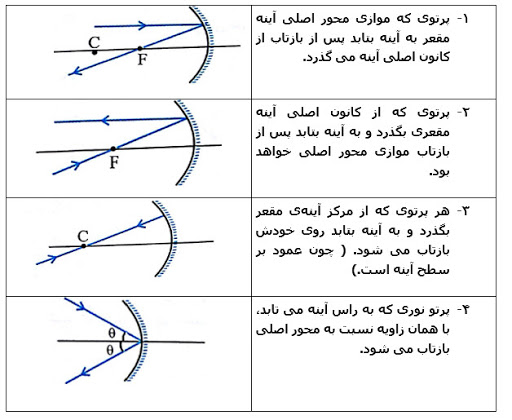 ۱- پرتوی که موازی محور اصلی آینه
مقعر به آینه بتابد پس از بازتاب از
کانون اصلی آینه می گذرد.
C
F
۲- پرتوی که از کانون اصلی آینه
مقعری بگذرد و به آینه بتابد پس از
بازتاب موازی محور اصلی خواهد
بود.
F
۳- هر پرتوی که از مرکز آینه‌ی مقعر
بگذرد و به آینه بتابد روی خودش
بازتاب می شود. ( چون عمود بر
سطح آینه است.)
C
۴- پرتو نوری که به راس آینه می تابد،
با همان زاویه نسبت به محور اصلی
بازتاب می شود.
θ
θ